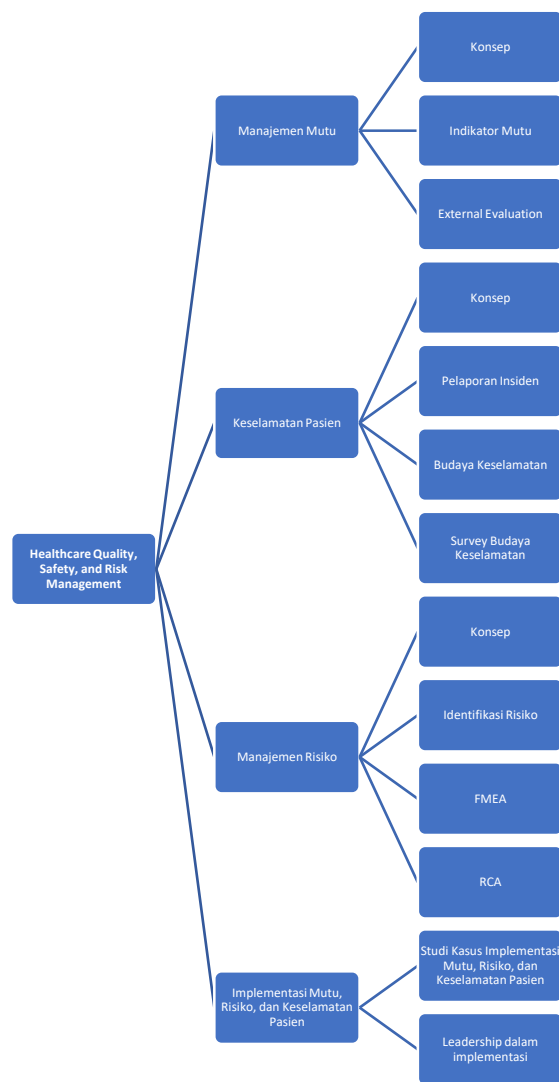 Healthcare Quality,
Safety, and Risk
Management
Manajemen Mutu
Konsep
Indikator Mutu
External Evaluation
Keselamatan Pasien
Konsep
Pelaporan Insiden
Budaya Keselamatan
Survey Budaya
Keselamatan
Manajemen Risiko
Konsep
Identifikasi Risiko
FMEA
RCA
Implementasi Mutu,
Risiko, dan Keselamatan
Pasien
Studi Kasus Implementasi
Mutu, Risiko, dan
Keselamatan Pasien
Leadership dalam
implementasi